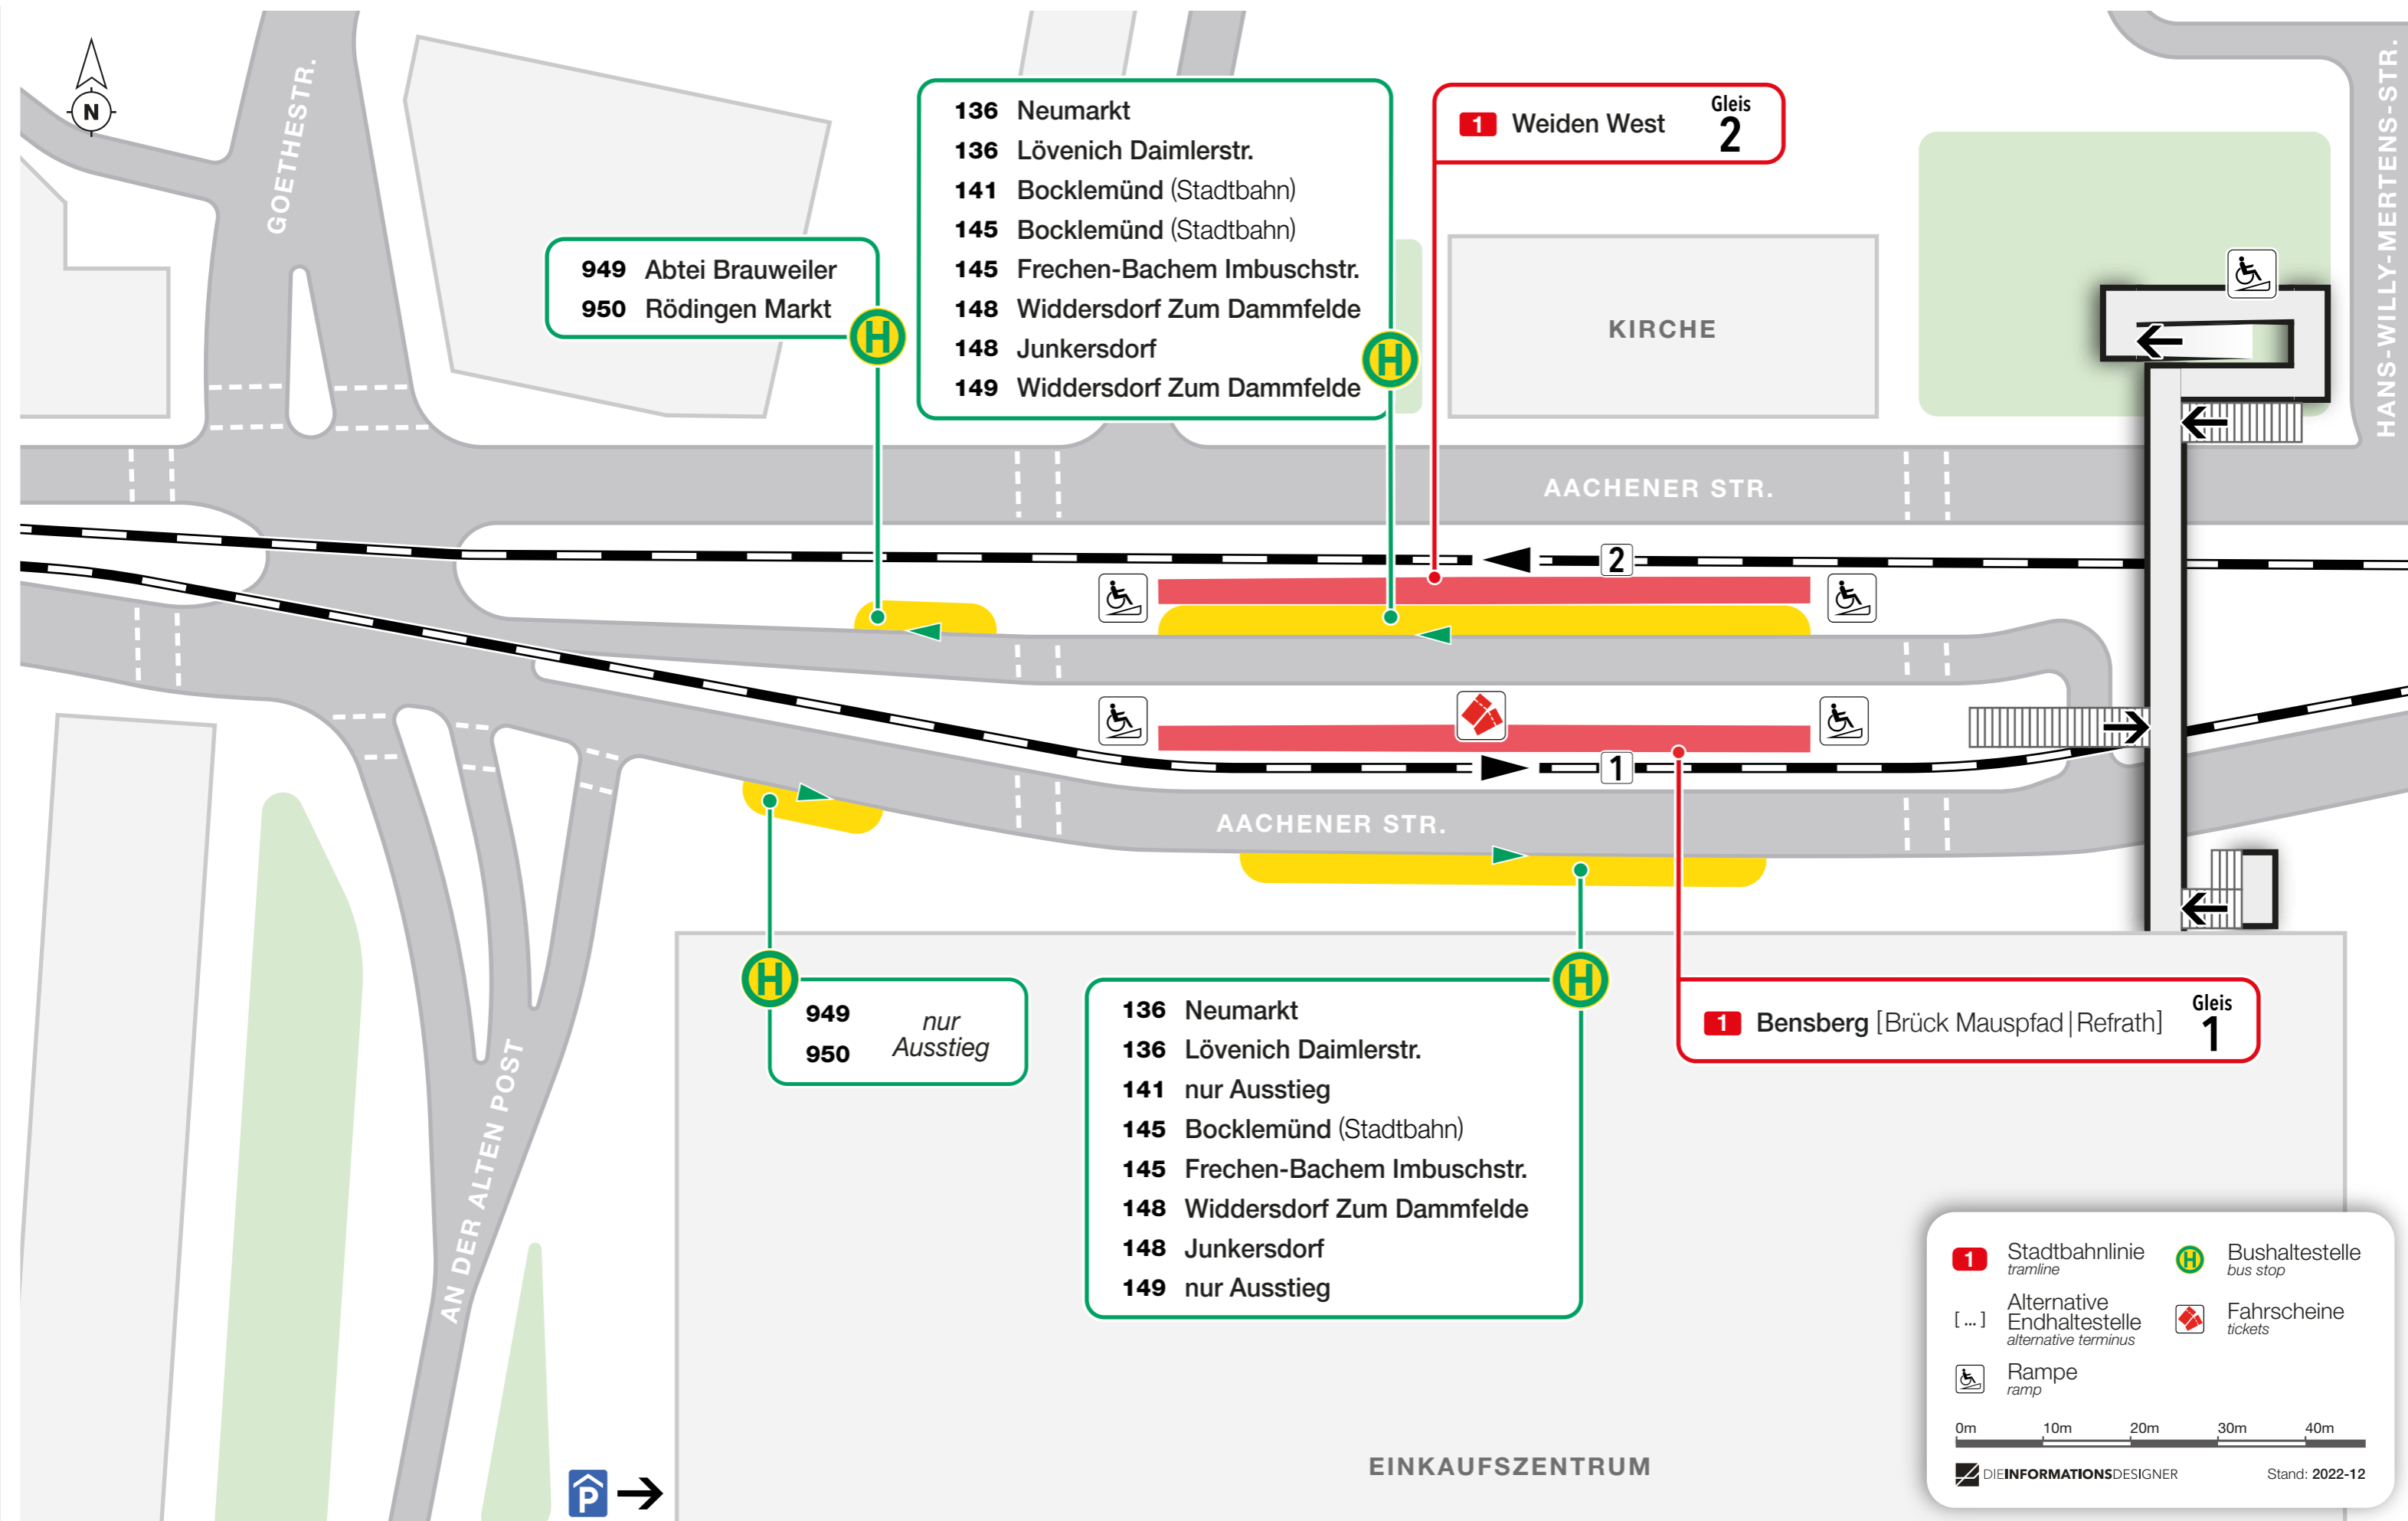 N
GOETHESTR.
HANS-WILLY-MERTENS-STR.
136 Neumarkt
136 Lövenich Daimlerstr.
141 Bocklemünd (Stadtbahn)
145 Bocklemünd (Stadtbahn)
145 Frechen-Bachem Imbuschstr.
148 Widdersdorf Zum Dammfelde
148 Junkersdorf
149 Widdersdorf Zum Dammfelde
H
1 Weiden West Gleis 2
949 Abtei Brauweiler
950 Rödingen Markt
H
KIRCHE
AACHENER STR.
2
1
AACHENER STR.
AN DER ALTEN POST
H
949
950
nur
Ausstieg
H
136 Neumarkt
136 Lövenich Daimlerstr.
141 nur Ausstieg
145 Bocklemünd (Stadtbahn)
145 Frechen-Bachem Imbuschstr.
148 Widdersdorf Zum Dammfelde
148 Junkersdorf
149 nur Ausstieg
1 Bensberg [Brück Mauspfad|Refrath] Gleis 1
EINKAUFSZENTRUM
P
1 Stadtbahnlinie
tramline
H Bushaltestelle
bus stop
[...] Alternative
Endhaltestelle
alternative terminus
Fahrscheine
tickets
Rampe
ramp
0m 10m 20m 30m 40m
DIEINFORMATIONSDESIGNER
Stand: 2022-12